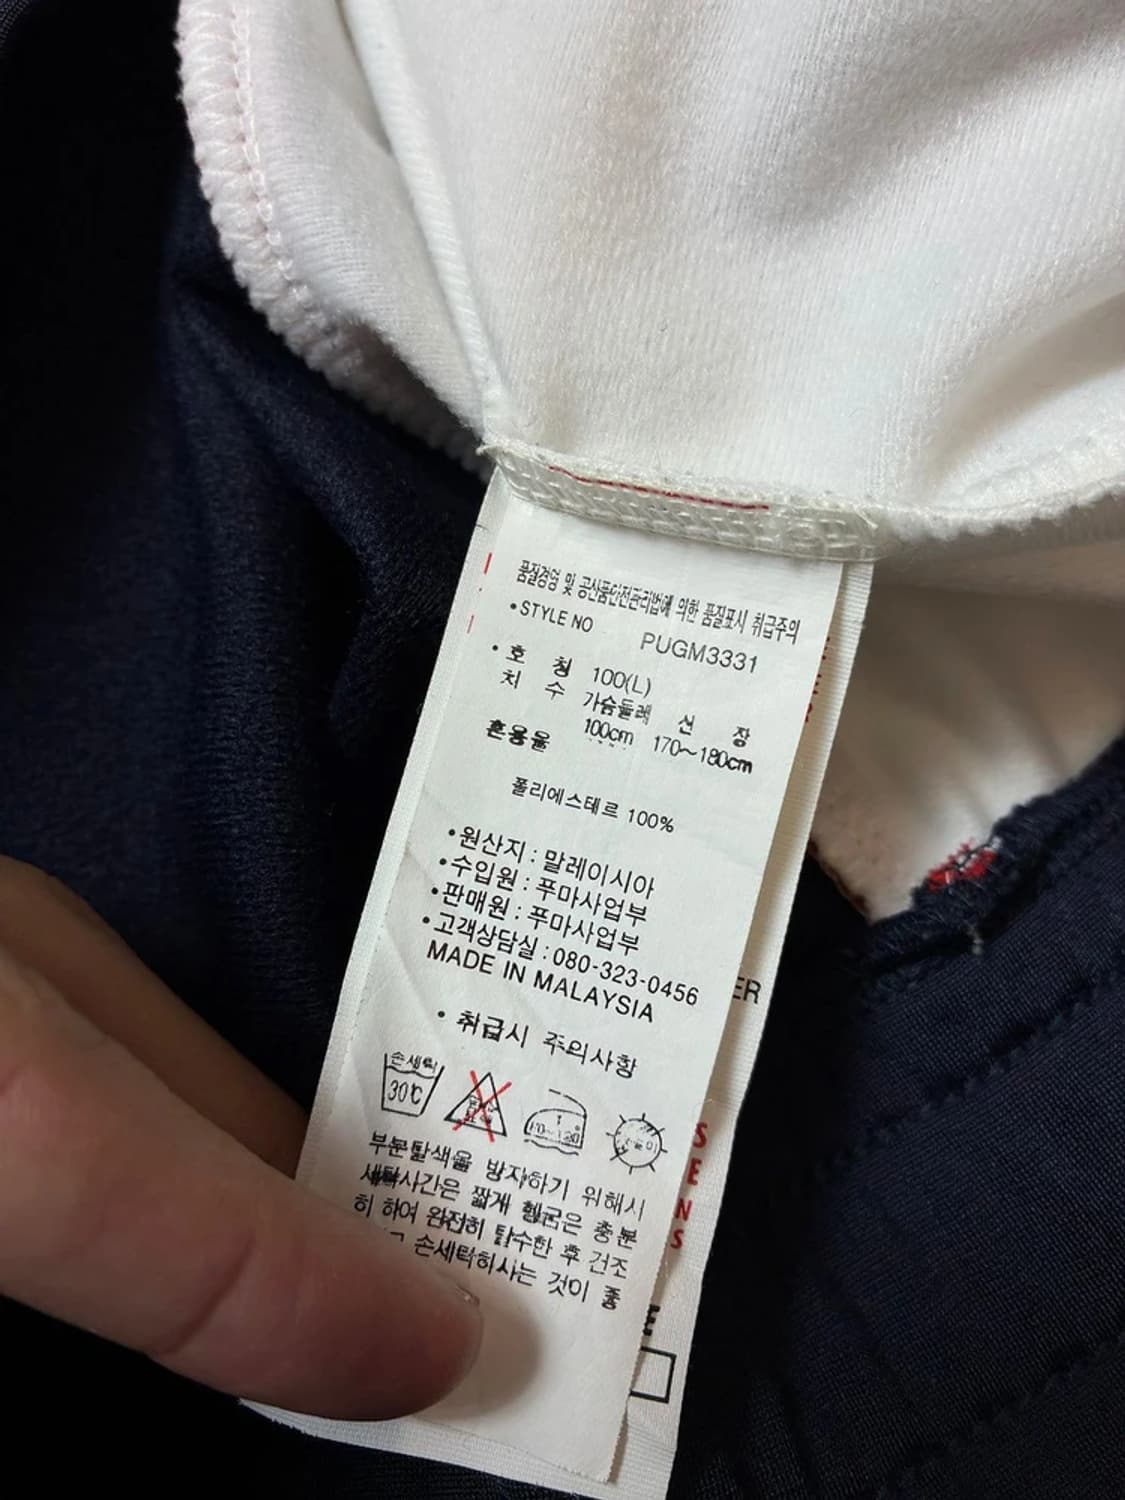 품질경영 및 공산품안전관리법에 의한 품질표시 취급주의
•STYLE NO PUGM3331
•호 칭 100(L)
치 수 가슴둘레 신 장
100cm 170~180cm
혼용율
폴리에스테르 100%
•원산지 : 말레이시아
•수입원 : 푸마사업부
•판매원 : 푸마사업부
•고객상담실 : 080-323-0456
MADE IN MALAYSIA
•취급시 주의사항
손세탁
30℃
부분탈색을 방지하기 위해서
세탁시간은 짧게 헹굼은 충분
히 하여 완전히 탈수한 후 건조
손세탁하시는 것이 좋
ER
S
E
N
S
E